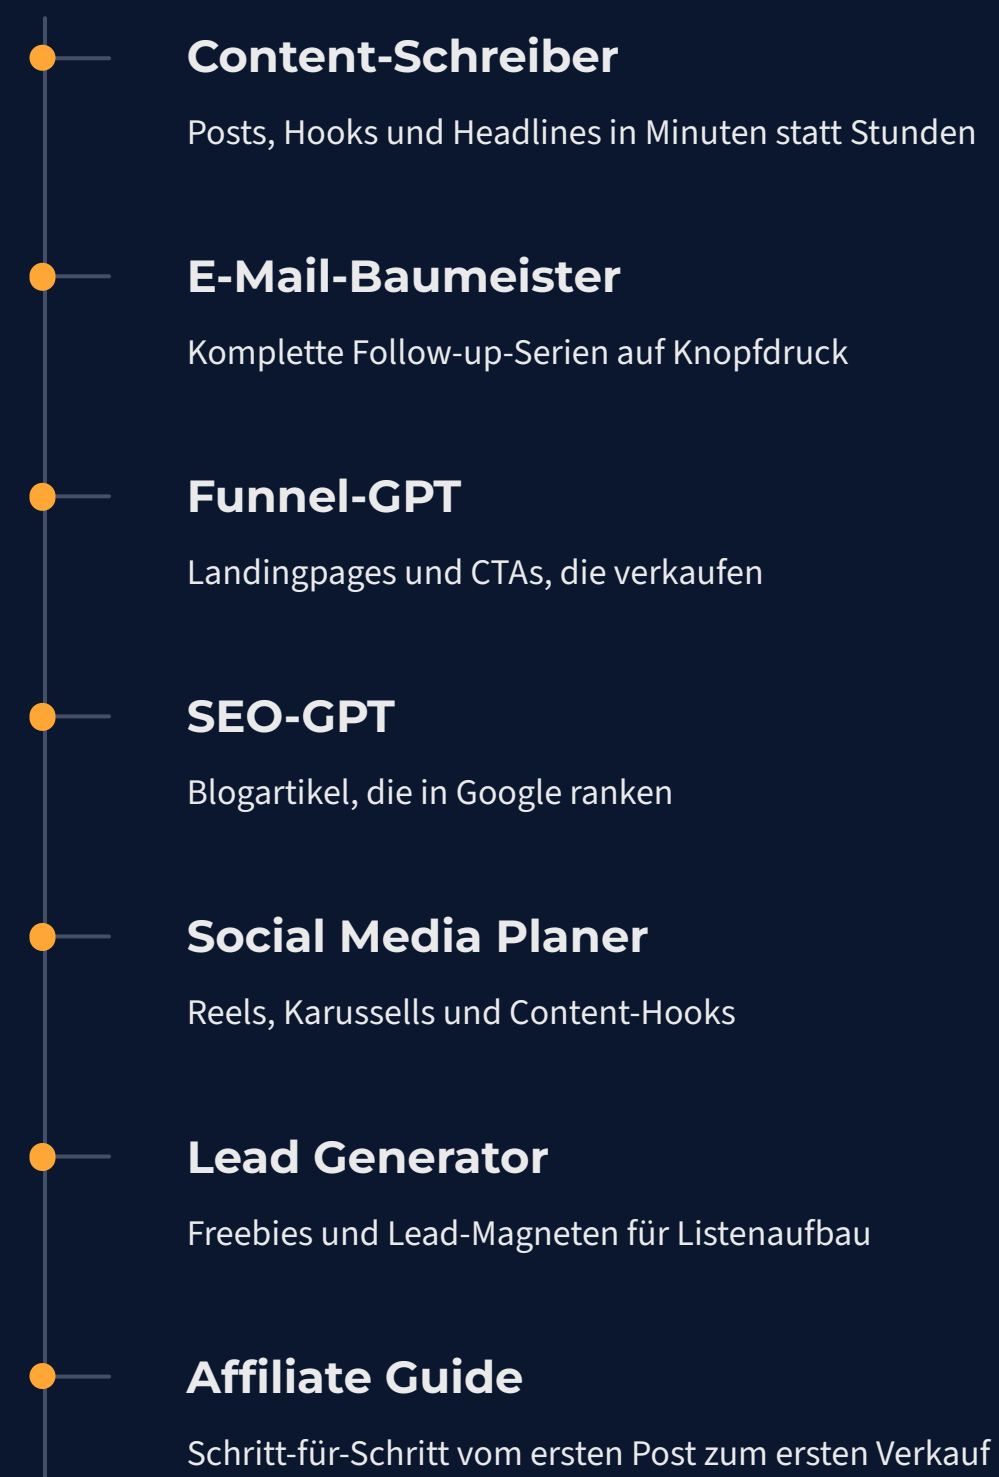 Content-Schreiber
Posts, Hooks und Headlines in Minuten statt Stunden
E-Mail-Baumeister
Komplette Follow-up-Serien auf Knopfdruck
Funnel-GPT
Landingpages und CTAs, die verkaufen
SEO-GPT
Blogartikel, die in Google ranken
Social Media Planer
Reels, Karussells und Content-Hooks
Lead Generator
Freebies und Lead-Magneten für Listenaufbau
Affiliate Guide
Schritt-für-Schritt vom ersten Post zum ersten Verkauf